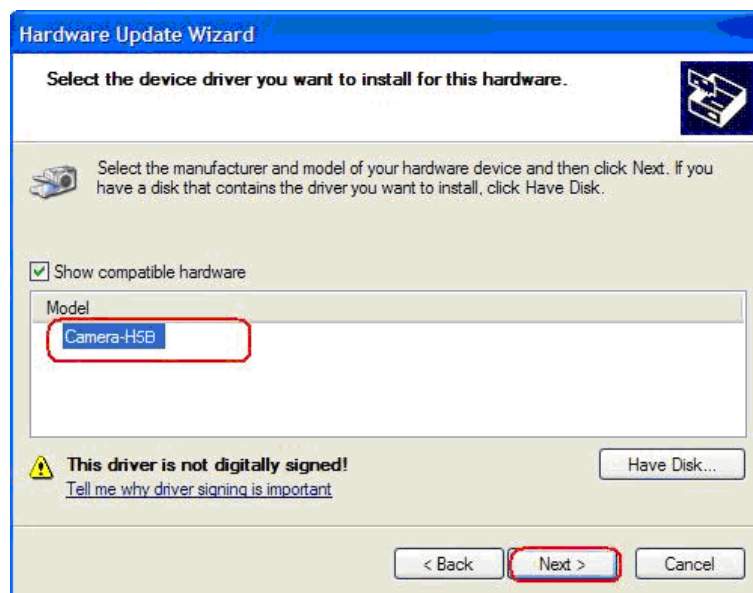 Hardware Update Wizard
Select the device driver you want to install for this hardware.
Select the manufacturer and model of your hardware device and then click Next. If you
have a disk that contains the driver you want to install, click Have Disk.
Show compatible hardware
Model
Camera-H5B
This driver is not digitally signed!
Have Disk...
Tell me why driver signing is important
< Back
Next >
Cancel